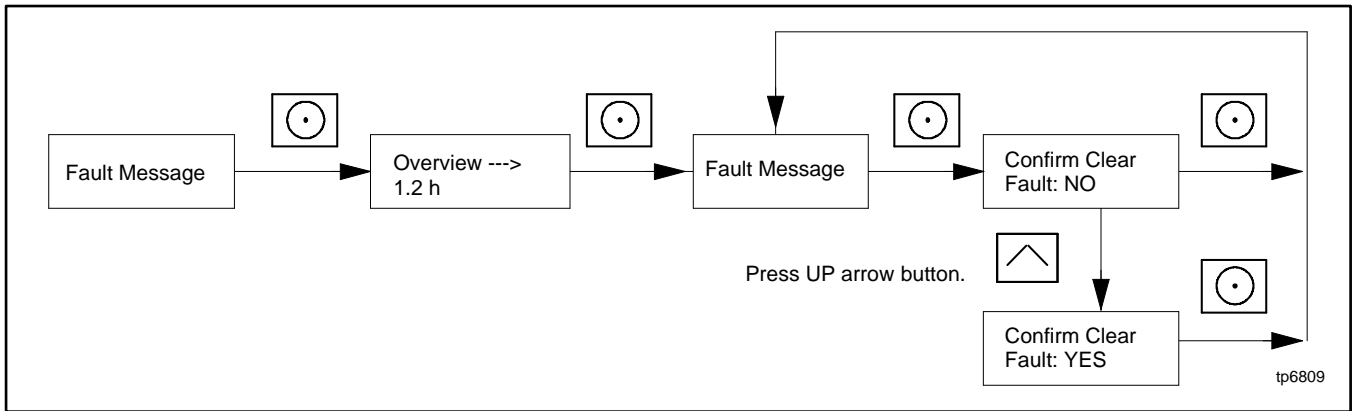 Fault Message
Overview --->
1.2 h
Fault Message
Confirm Clear
Fault: NO
Press UP arrow button.
Confirm Clear
Fault: YES
tp6809